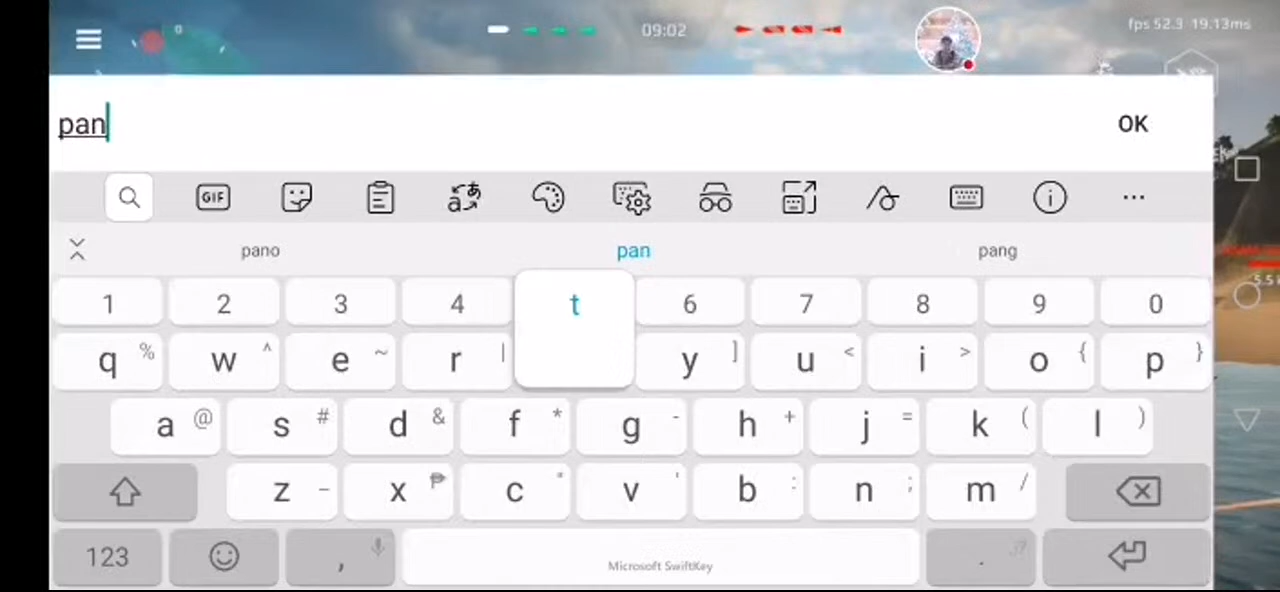 0 09:02 fps 52.3 19.13ms
pan OK
GIF
pano pan pang
1 2 3 4 t 6 7 8 9 0
q % w ^ e ~ r | y ] u < i > o { p }
a @ s # d & f * g - h + j = k ( l )
z _ x ₱ c " v ' b : n ; m /
123 , Microsoft SwiftKey . !?